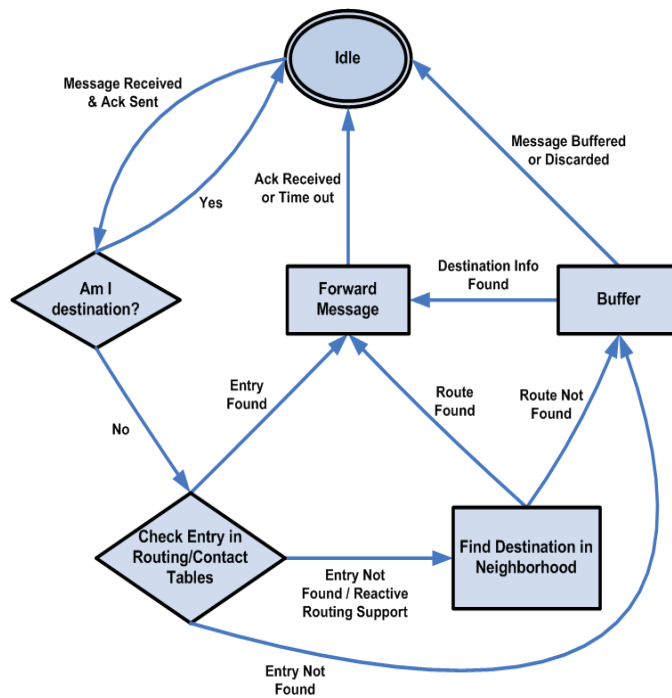 Idle
Message Received
& Ack Sent
Message Buffered
or Discarded
Ack Received
or Time out
Yes
Am I
destination?
Forward
Message
Destination Info
Found
Buffer
Entry
Found
Route
Found
Route Not
Found
No
Check Entry in
Routing/Contact
Tables
Find Destination in
Neighborhood
Entry Not
Found / Reactive
Routing Support
Entry Not
Found